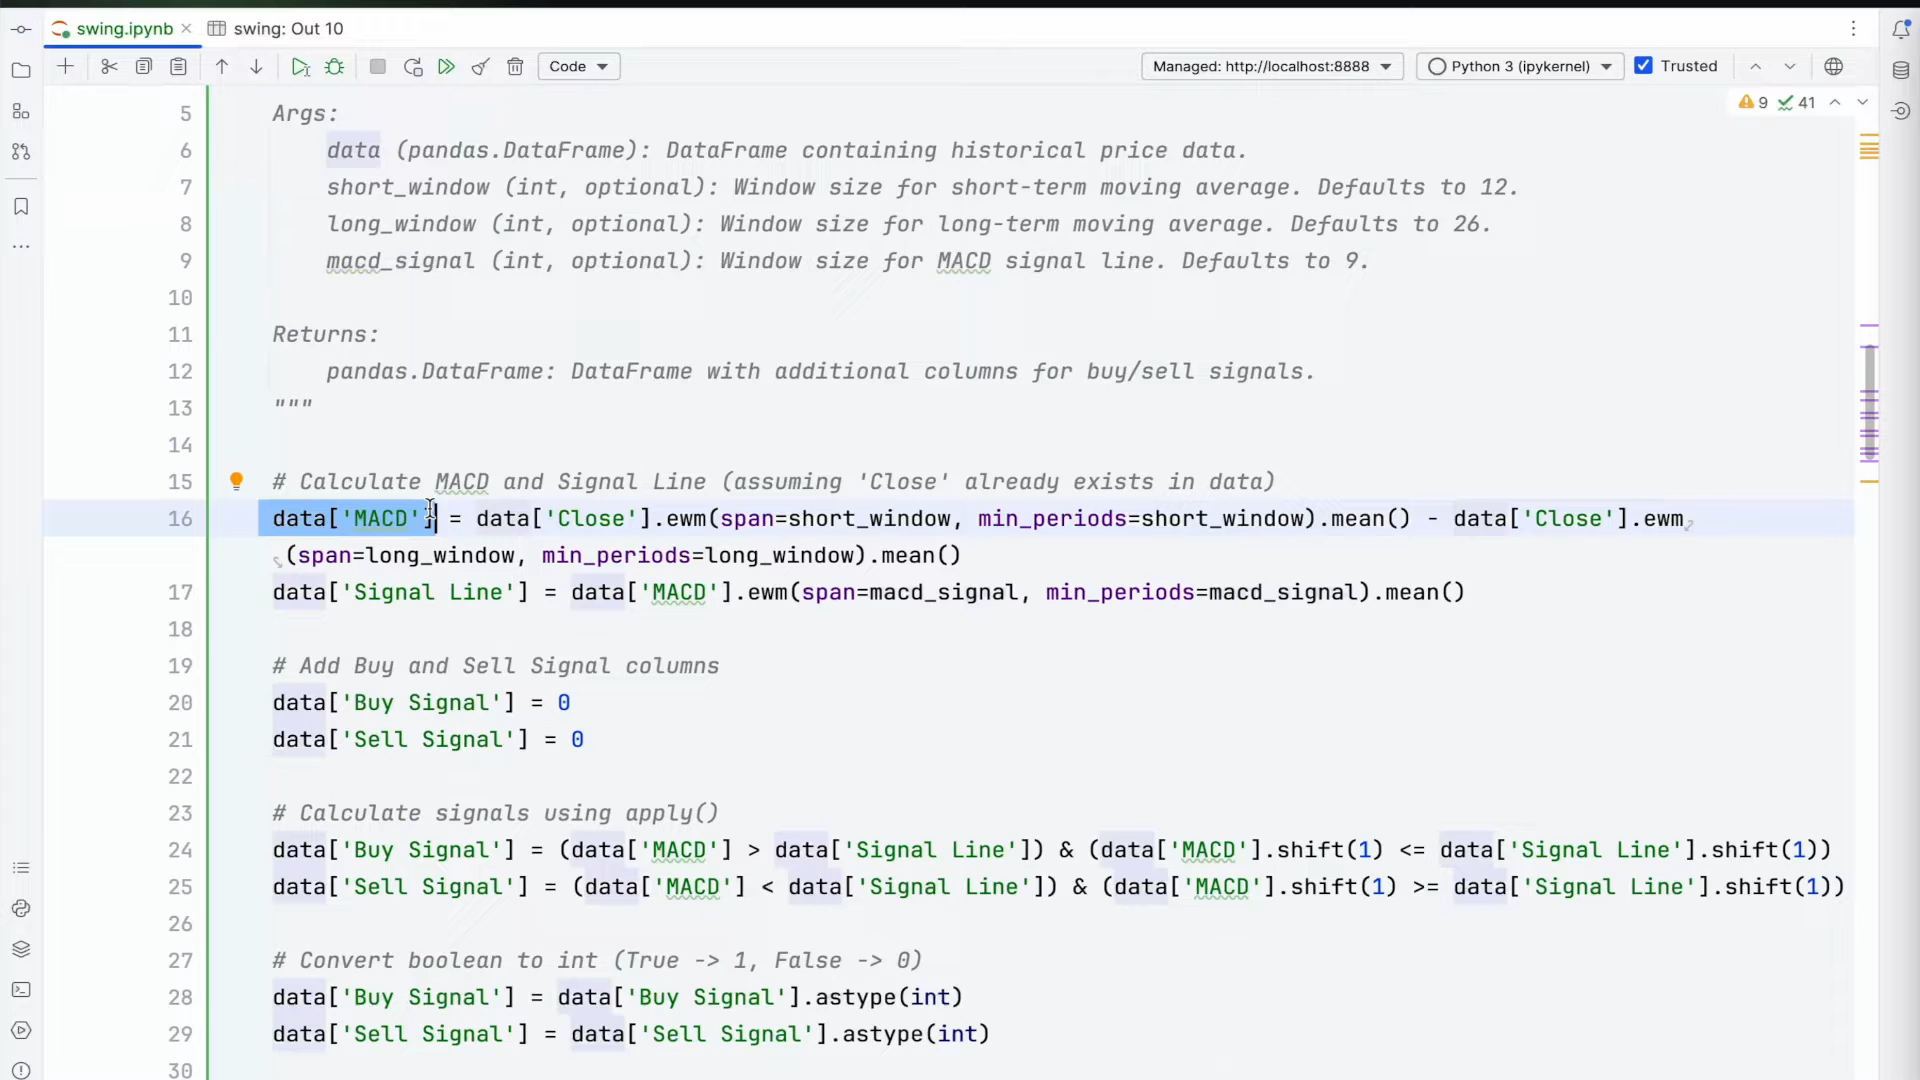 swing.ipynb
swing: Out 10
Code
Managed: http://localhost:8888
Python 3 (ipykernel)
Trusted
9 41
5 Args:
6 data (pandas.DataFrame): DataFrame containing historical price data.
7 short_window (int, optional): Window size for short-term moving average. Defaults to 12.
8 long_window (int, optional): Window size for long-term moving average. Defaults to 26.
9 macd_signal (int, optional): Window size for MACD signal line. Defaults to 9.
10
11 Returns:
12 pandas.DataFrame: DataFrame with additional columns for buy/sell signals.
13 """
14
15 # Calculate MACD and Signal Line (assuming 'Close' already exists in data)
16 data['MACD'] = data['Close'].ewm(span=short_window, min_periods=short_window).mean() - data['Close'].ewm
(span=long_window, min_periods=long_window).mean()
17 data['Signal Line'] = data['MACD'].ewm(span=macd_signal, min_periods=macd_signal).mean()
18
19 # Add Buy and Sell Signal columns
20 data['Buy Signal'] = 0
21 data['Sell Signal'] = 0
22
23 # Calculate signals using apply()
24 data['Buy Signal'] = (data['MACD'] > data['Signal Line']) & (data['MACD'].shift(1) <= data['Signal Line'].shift(1))
25 data['Sell Signal'] = (data['MACD'] < data['Signal Line']) & (data['MACD'].shift(1) >= data['Signal Line'].shift(1))
26
27 # Convert boolean to int (True -> 1, False -> 0)
28 data['Buy Signal'] = data['Buy Signal'].astype(int)
29 data['Sell Signal'] = data['Sell Signal'].astype(int)
30